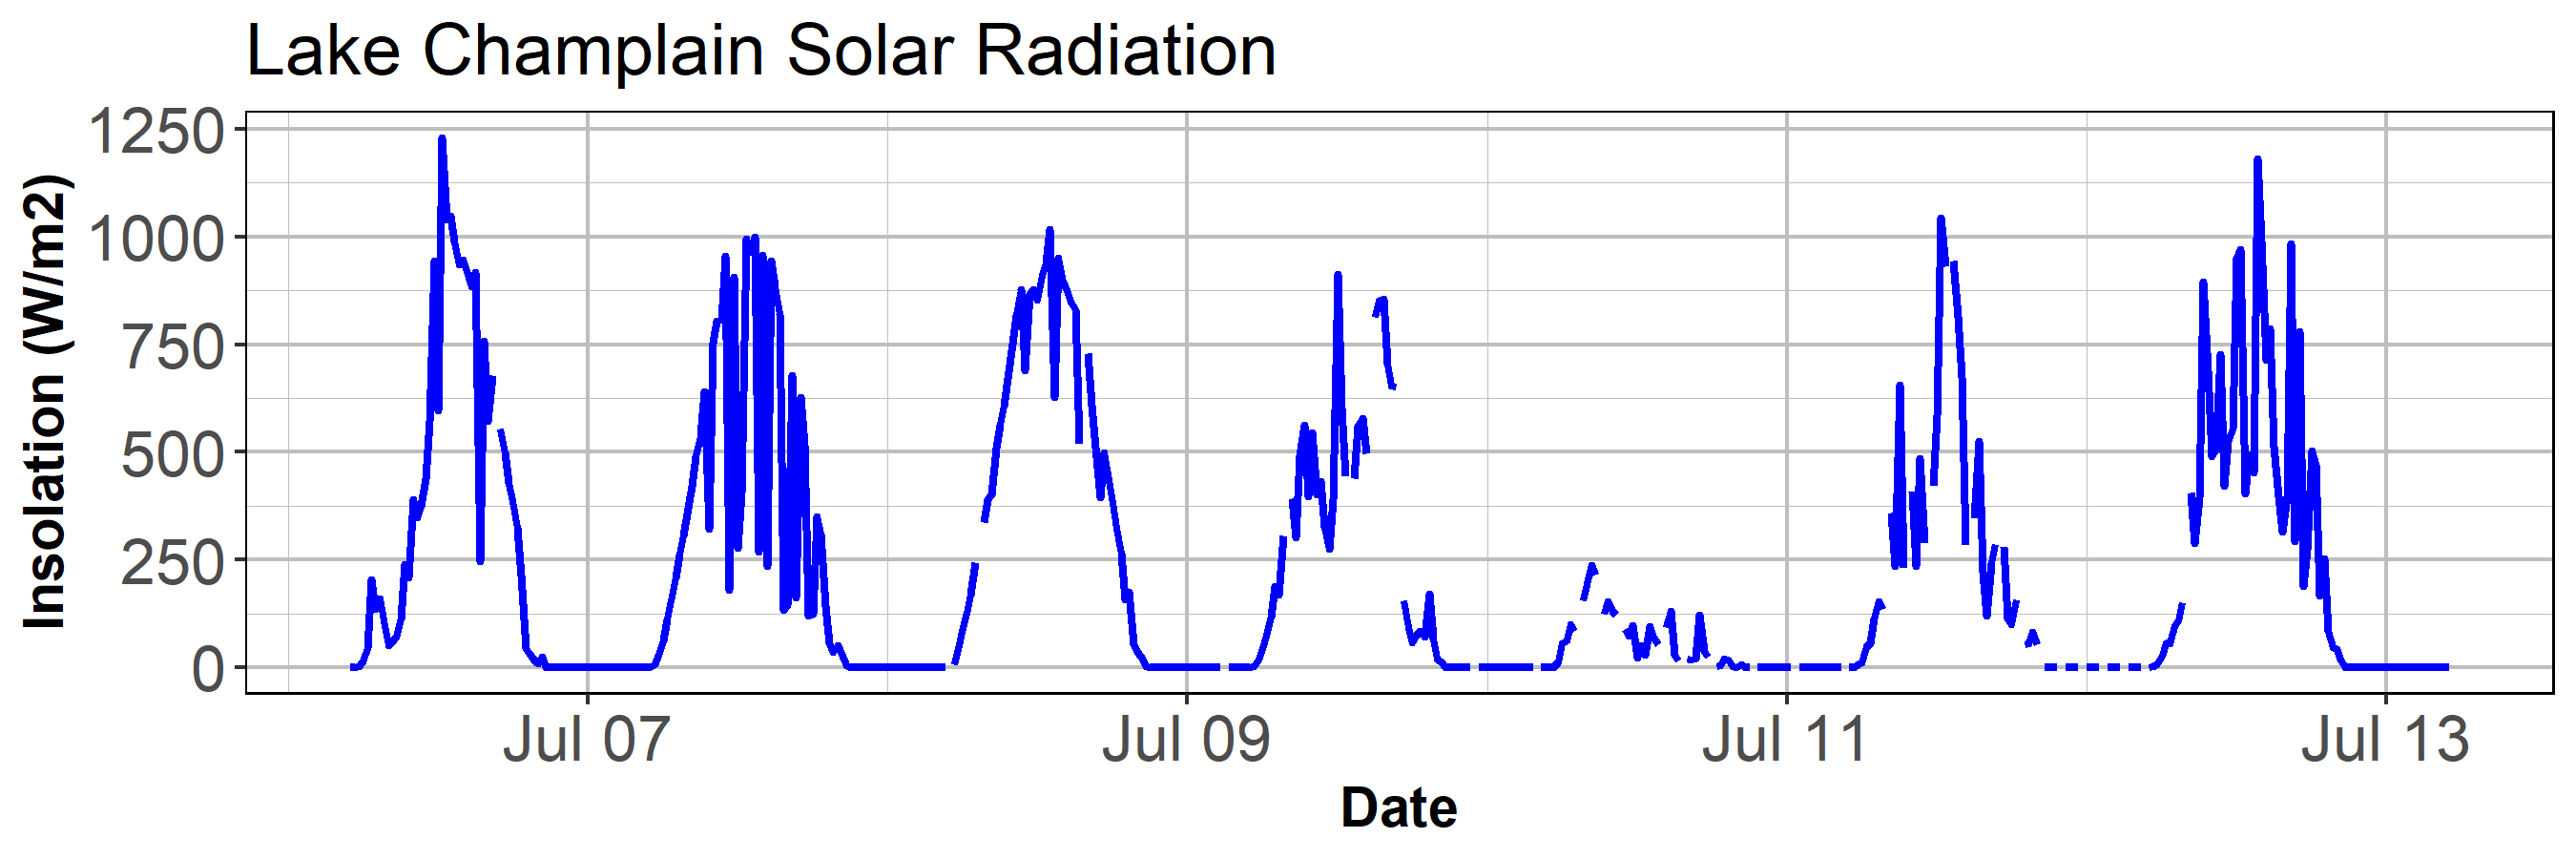 Lake Champlain Solar Radiation
1250
1000
750
500
250
0
Insolation (W/m2)
Jul 07
Jul 09
Jul 11
Jul 13
Date